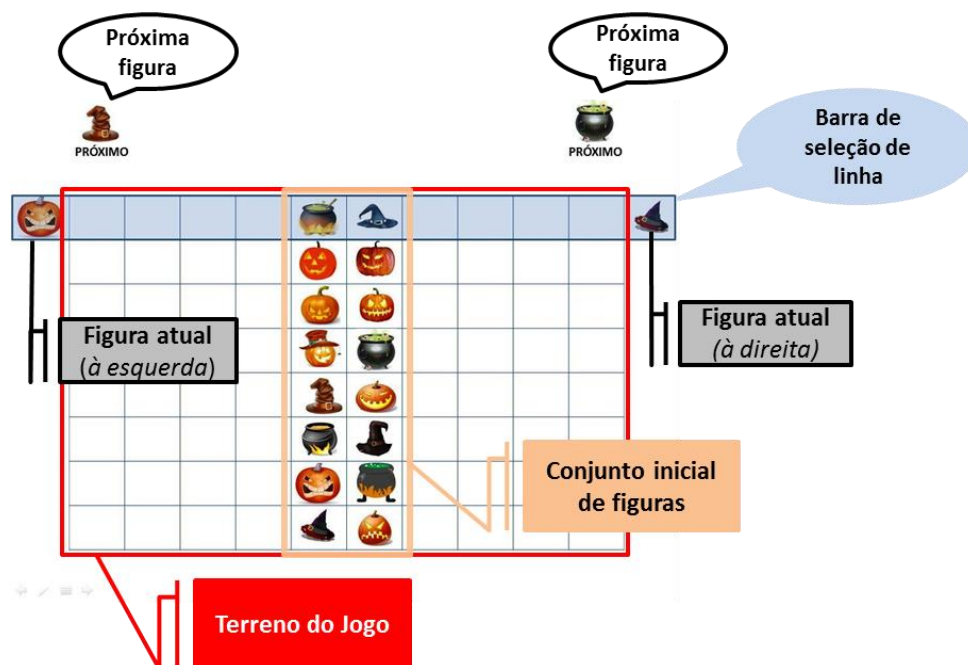 Próxima
figura
Próxima
figura
PRÓXIMO
PRÓXIMO
Barra de
seleção de
linha
Figura atual
(à esquerda)
Figura atual
(à direita)
Conjunto inicial
de figuras
Terreno do Jogo